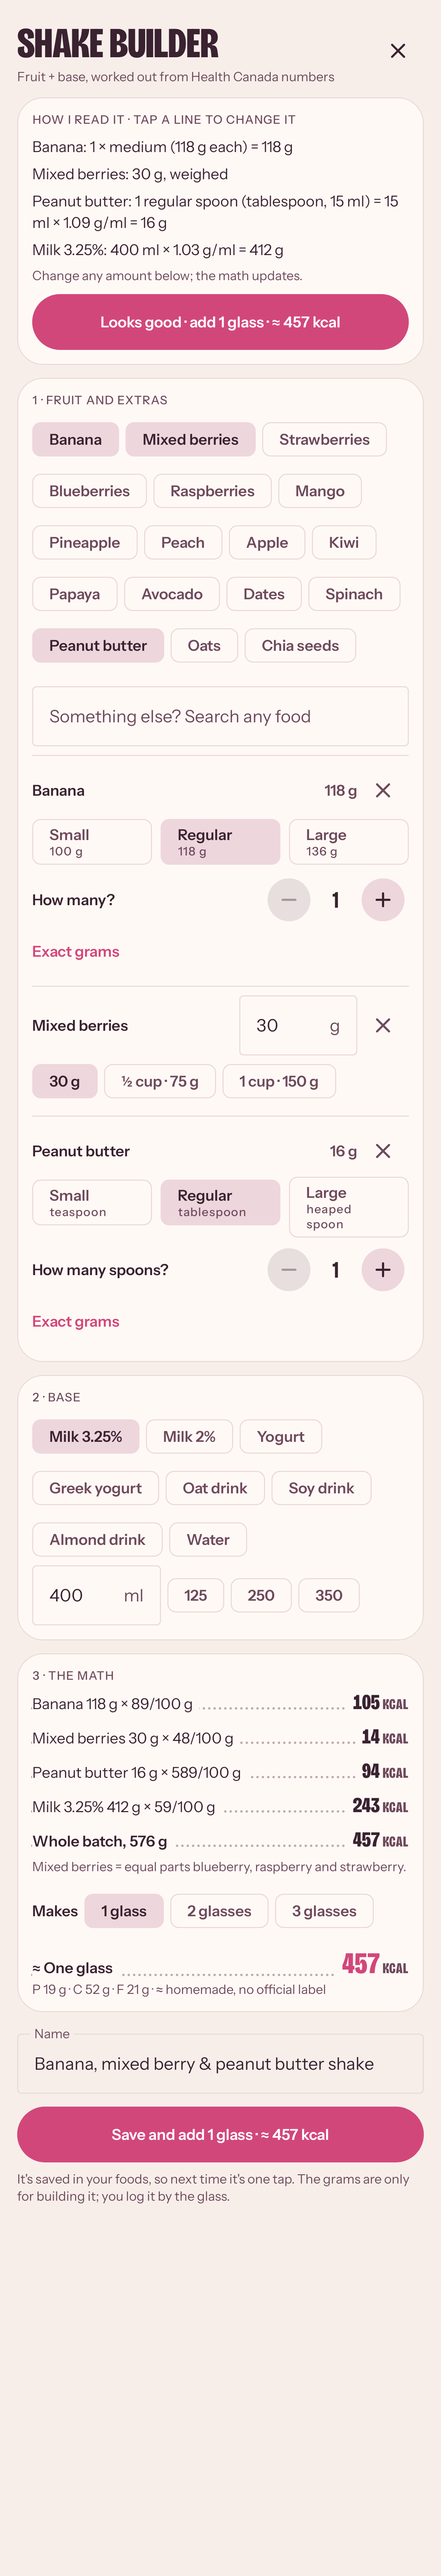 SHAKE BUILDER
Fruit + base, worked out from Health Canada numbers
HOW I READ IT · TAP A LINE TO CHANGE IT
Banana: 1 × medium (118 g each) = 118 g
Mixed berries: 30 g, weighed
Peanut butter: 1 regular spoon (tablespoon, 15 ml) = 15
ml × 1.09 g/ml = 16 g
Milk 3.25%: 400 ml × 1.03 g/ml = 412 g
Change any amount below; the math updates.
Looks good · add 1 glass · ≈ 457 kcal
1 · FRUIT AND EXTRAS
Banana Mixed berries Strawberries
Blueberries Raspberries Mango
Pineapple Peach Apple Kiwi
Papaya Avocado Dates Spinach
Peanut butter Oats Chia seeds
Something else? Search any food
Banana 118 g
Small Regular Large
100 g 118 g 136 g
How many? 1
Exact grams
Mixed berries 30 g
30 g ½ cup · 75 g 1 cup · 150 g
Peanut butter 16 g
Small Regular Large
teaspoon tablespoon heaped
spoon
How many spoons? 1
Exact grams
2 · BASE
Milk 3.25% Milk 2% Yogurt
Greek yogurt Oat drink Soy drink
Almond drink Water
400 ml 125 250 350
3 · THE MATH
Banana 118 g × 89/100 g 105 KCAL
Mixed berries 30 g × 48/100 g 14 KCAL
Peanut butter 16 g × 589/100 g 94 KCAL
Milk 3.25% 412 g × 59/100 g 243 KCAL
Whole batch, 576 g 457 KCAL
Mixed berries = equal parts blueberry, raspberry and strawberry.
Makes 1 glass 2 glasses 3 glasses
≈ One glass 457 KCAL
P 19 g · C 52 g · F 21 g · ≈ homemade, no official label
Name
Banana, mixed berry & peanut butter shake
Save and add 1 glass · ≈ 457 kcal
It's saved in your foods, so next time it's one tap. The grams are only
for building it; you log it by the glass.